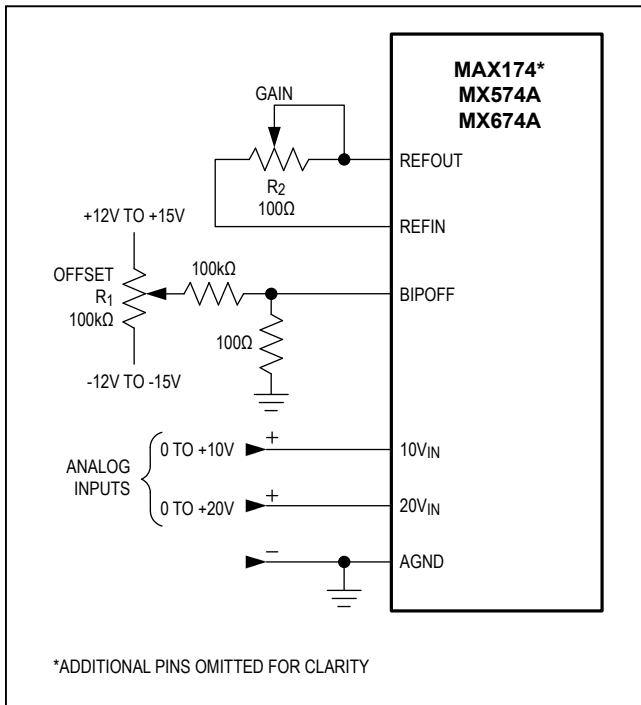 MAX174*
MX574A
MX674A
GAIN
REFOUT
R2
100Ω
REFIN
+12V TO +15V
OFFSET
R1
100kΩ
100kΩ
BIPOFF
100Ω
-12V TO -15V
ANALOG
INPUTS
0 TO +10V
+
10VIN
0 TO +20V
+
20VIN
−
AGND
*ADDITIONAL PINS OMITTED FOR CLARITY